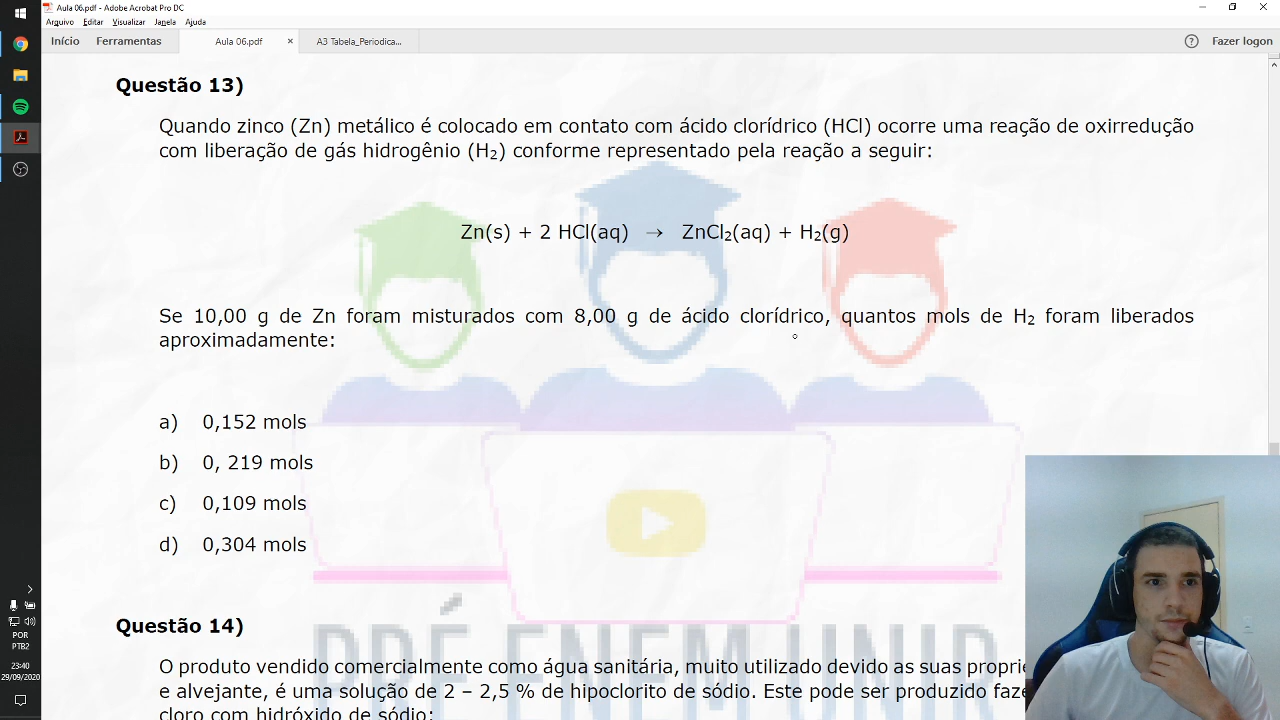 Aula 06.pdf - Adobe Acrobat Pro DC
Arquivo Editar Visualizar Janela Ajuda
Início Ferramentas Aula 06.pdf × A3 Tabela_Periodica... ? Fazer logon
Questão 13)
Quando zinco (Zn) metálico é colocado em contato com ácido clorídrico (HCl) ocorre uma reação de oxirredução
com liberação de gás hidrogênio (H₂) conforme representado pela reação a seguir:
Zn(s) + 2 HCl(aq) → ZnCl₂(aq) + H₂(g)
Se 10,00 g de Zn foram misturados com 8,00 g de ácido clorídrico, quantos mols de H₂ foram liberados
aproximadamente:
a) 0,152 mols
b) 0, 219 mols
c) 0,109 mols
d) 0,304 mols
Questão 14)
PRÉ ENEM UNIR
O produto vendido comercialmente como água sanitária, muito utilizado devido as suas
e alvejante, é uma solução de 2 – 2,5 % de hipoclorito de sódio. Este pode ser produzido
cloro com hidróxido de sódio:
POR
PTB2
23:40
29/09/2020